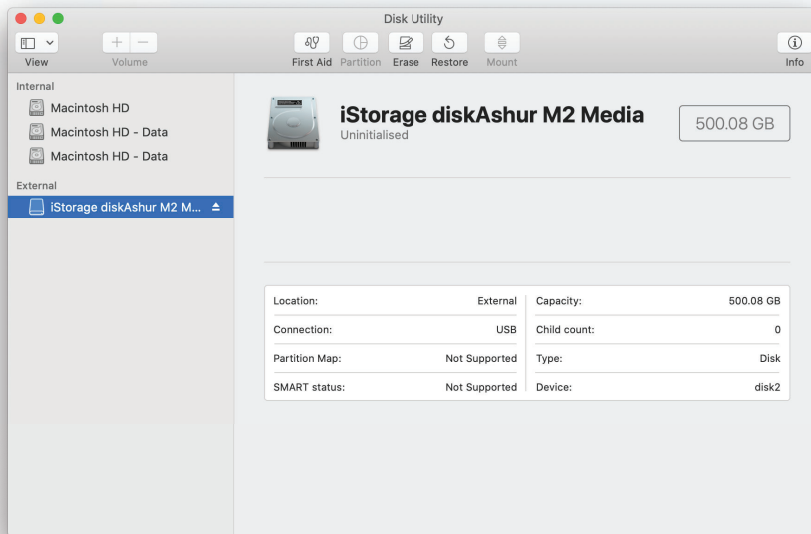 Disk Utility
View
Volume
First Aid Partition Erase Restore Mount
Info
Internal
Macintosh HD
Macintosh HD - Data
Macintosh HD - Data
External
iStorage diskAshur M2 M...
iStorage diskAshur M2 Media
Uninitialised
500.08 GB
Location: External
Capacity: 500.08 GB
Connection: USB
Child count: 0
Partition Map: Not Supported
Type: Disk
SMART status: Not Supported
Device: disk2